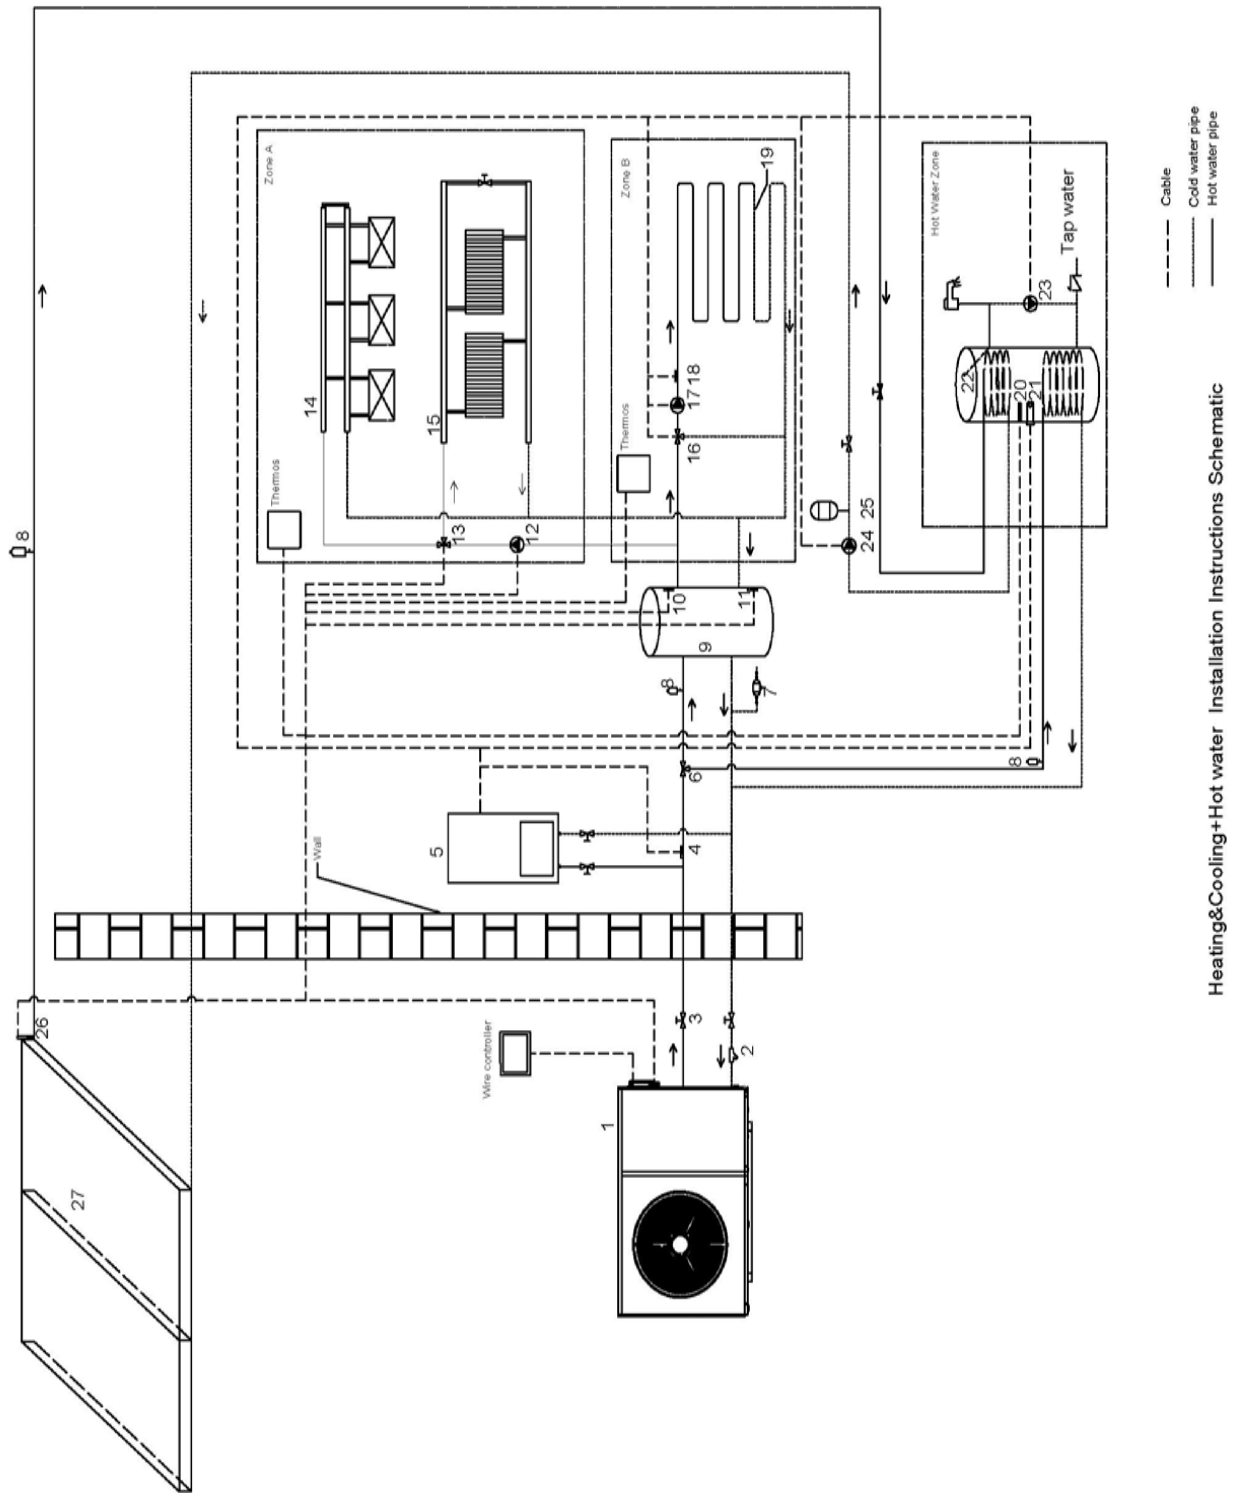 8
26
27
Zone A
Thermos
14
Wall
15
5
13
Wire controller
12
1
Thermos
Zone B
8
10
3
4
6
16
17
18
9
11
2
19
7
24
25
Hot Water Zone
22
8
20
21
23
Tap water
Cable
Cold water pipe
Hot water pipe
Heating&Cooling+Hot water Installation Instructions Schematic